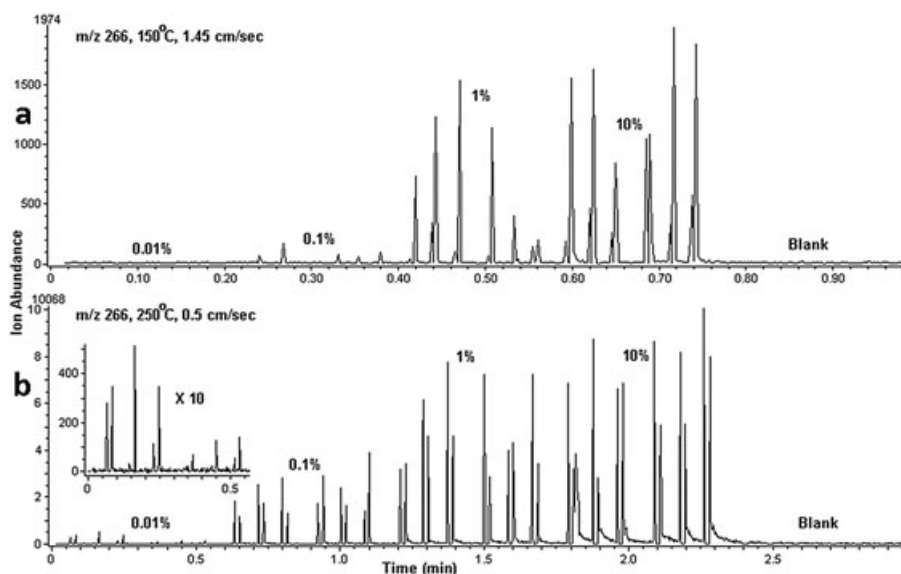 1974
m/z 266, 150°C, 1.45 cm/sec
a
1500
1000
500
0
0.01%
0.1%
1%
10%
Blank
0 0.10 0.20 0.30 0.40 0.50 0.60 0.70 0.80 0.90
Ion Abundance
10068
m/z 266, 250°C, 0.5 cm/sec
b
10
8
6
4
2
0
400
200
0
X 10
0 0.5
0.01%
0.1%
1%
10%
Blank
0 0.5 1.0 1.5 2.0 2.5
Time (min)